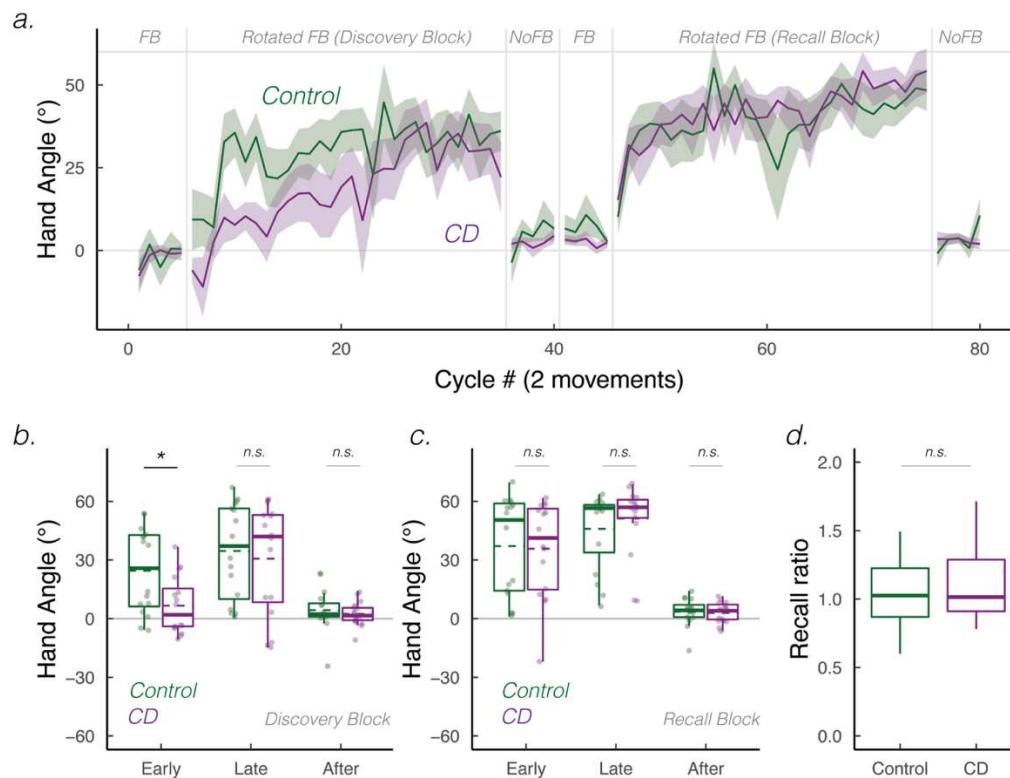 a.
FB
Rotated FB (Discovery Block)
NoFB
FB
Rotated FB (Recall Block)
NoFB
Control
CD
Hand Angle (°)
50
25
0
0
20
40
60
80
Cycle # (2 movements)
b.
*
n.s.
n.s.
Hand Angle (°)
60
30
0
−30
−60
Control
CD
Discovery Block
Early
Late
After
c.
n.s.
n.s.
n.s.
Hand Angle (°)
60
30
0
−30
−60
Control
CD
Recall Block
Early
Late
After
d.
n.s.
Recall ratio
2.0
1.5
1.0
0.5
0.0
Control
CD